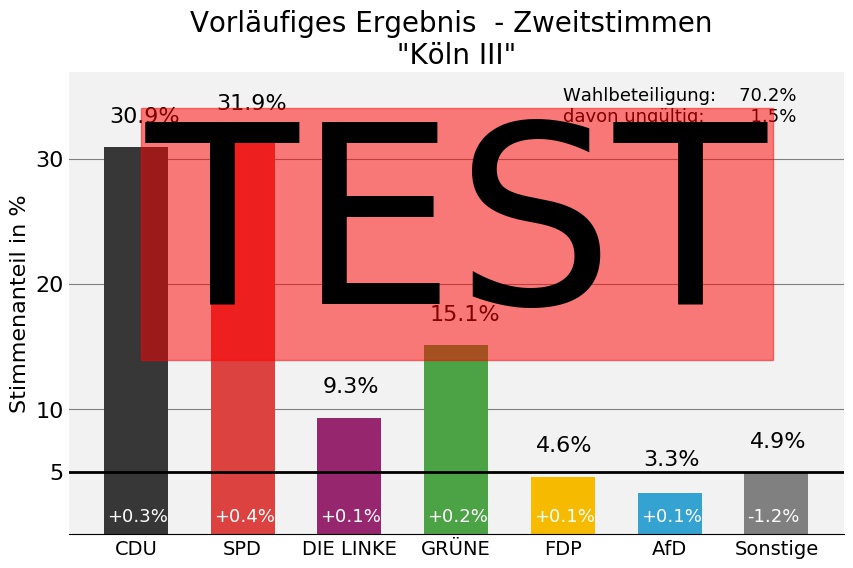 Vorläufiges Ergebnis - Zweitstimmen
"Köln III"
Wahlbeteiligung: 70.2%
davon ungültig: 1.5%
30.9%
31.9%
TEST
15.1%
9.3%
4.6%
3.3%
4.9%
Stimmenanteil in %
30
20
10
5
+0.3% +0.4% +0.1% +0.2% +0.1% +0.1% -1.2%
CDU SPD DIE LINKE GRÜNE FDP AfD Sonstige